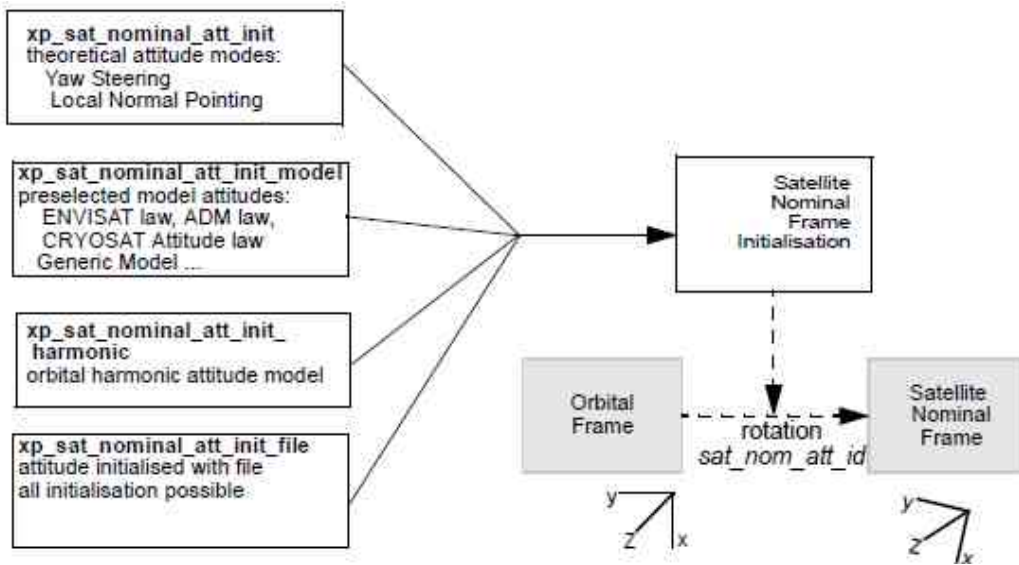 xp_sat_nominal_att_init
theoretical attitude modes:
Yaw Steering
Local Normal Pointing
xp_sat_nominal_att_init_model
preselected model attitudes:
ENVISAT law, ADM law,
CRYOSAT Attitude law
Generic Model ...
xp_sat_nominal_att_init_
harmonic
orbital harmonic attitude model
xp_sat_nominal_att_init_file
attitude initialised with file
all initialisation possible
Satellite
Nominal
Frame
Initialisation
Orbital
Frame
rotation
sat_nom_att_id
Satellite
Nominal
Frame
y
Z
x
y
Z
x